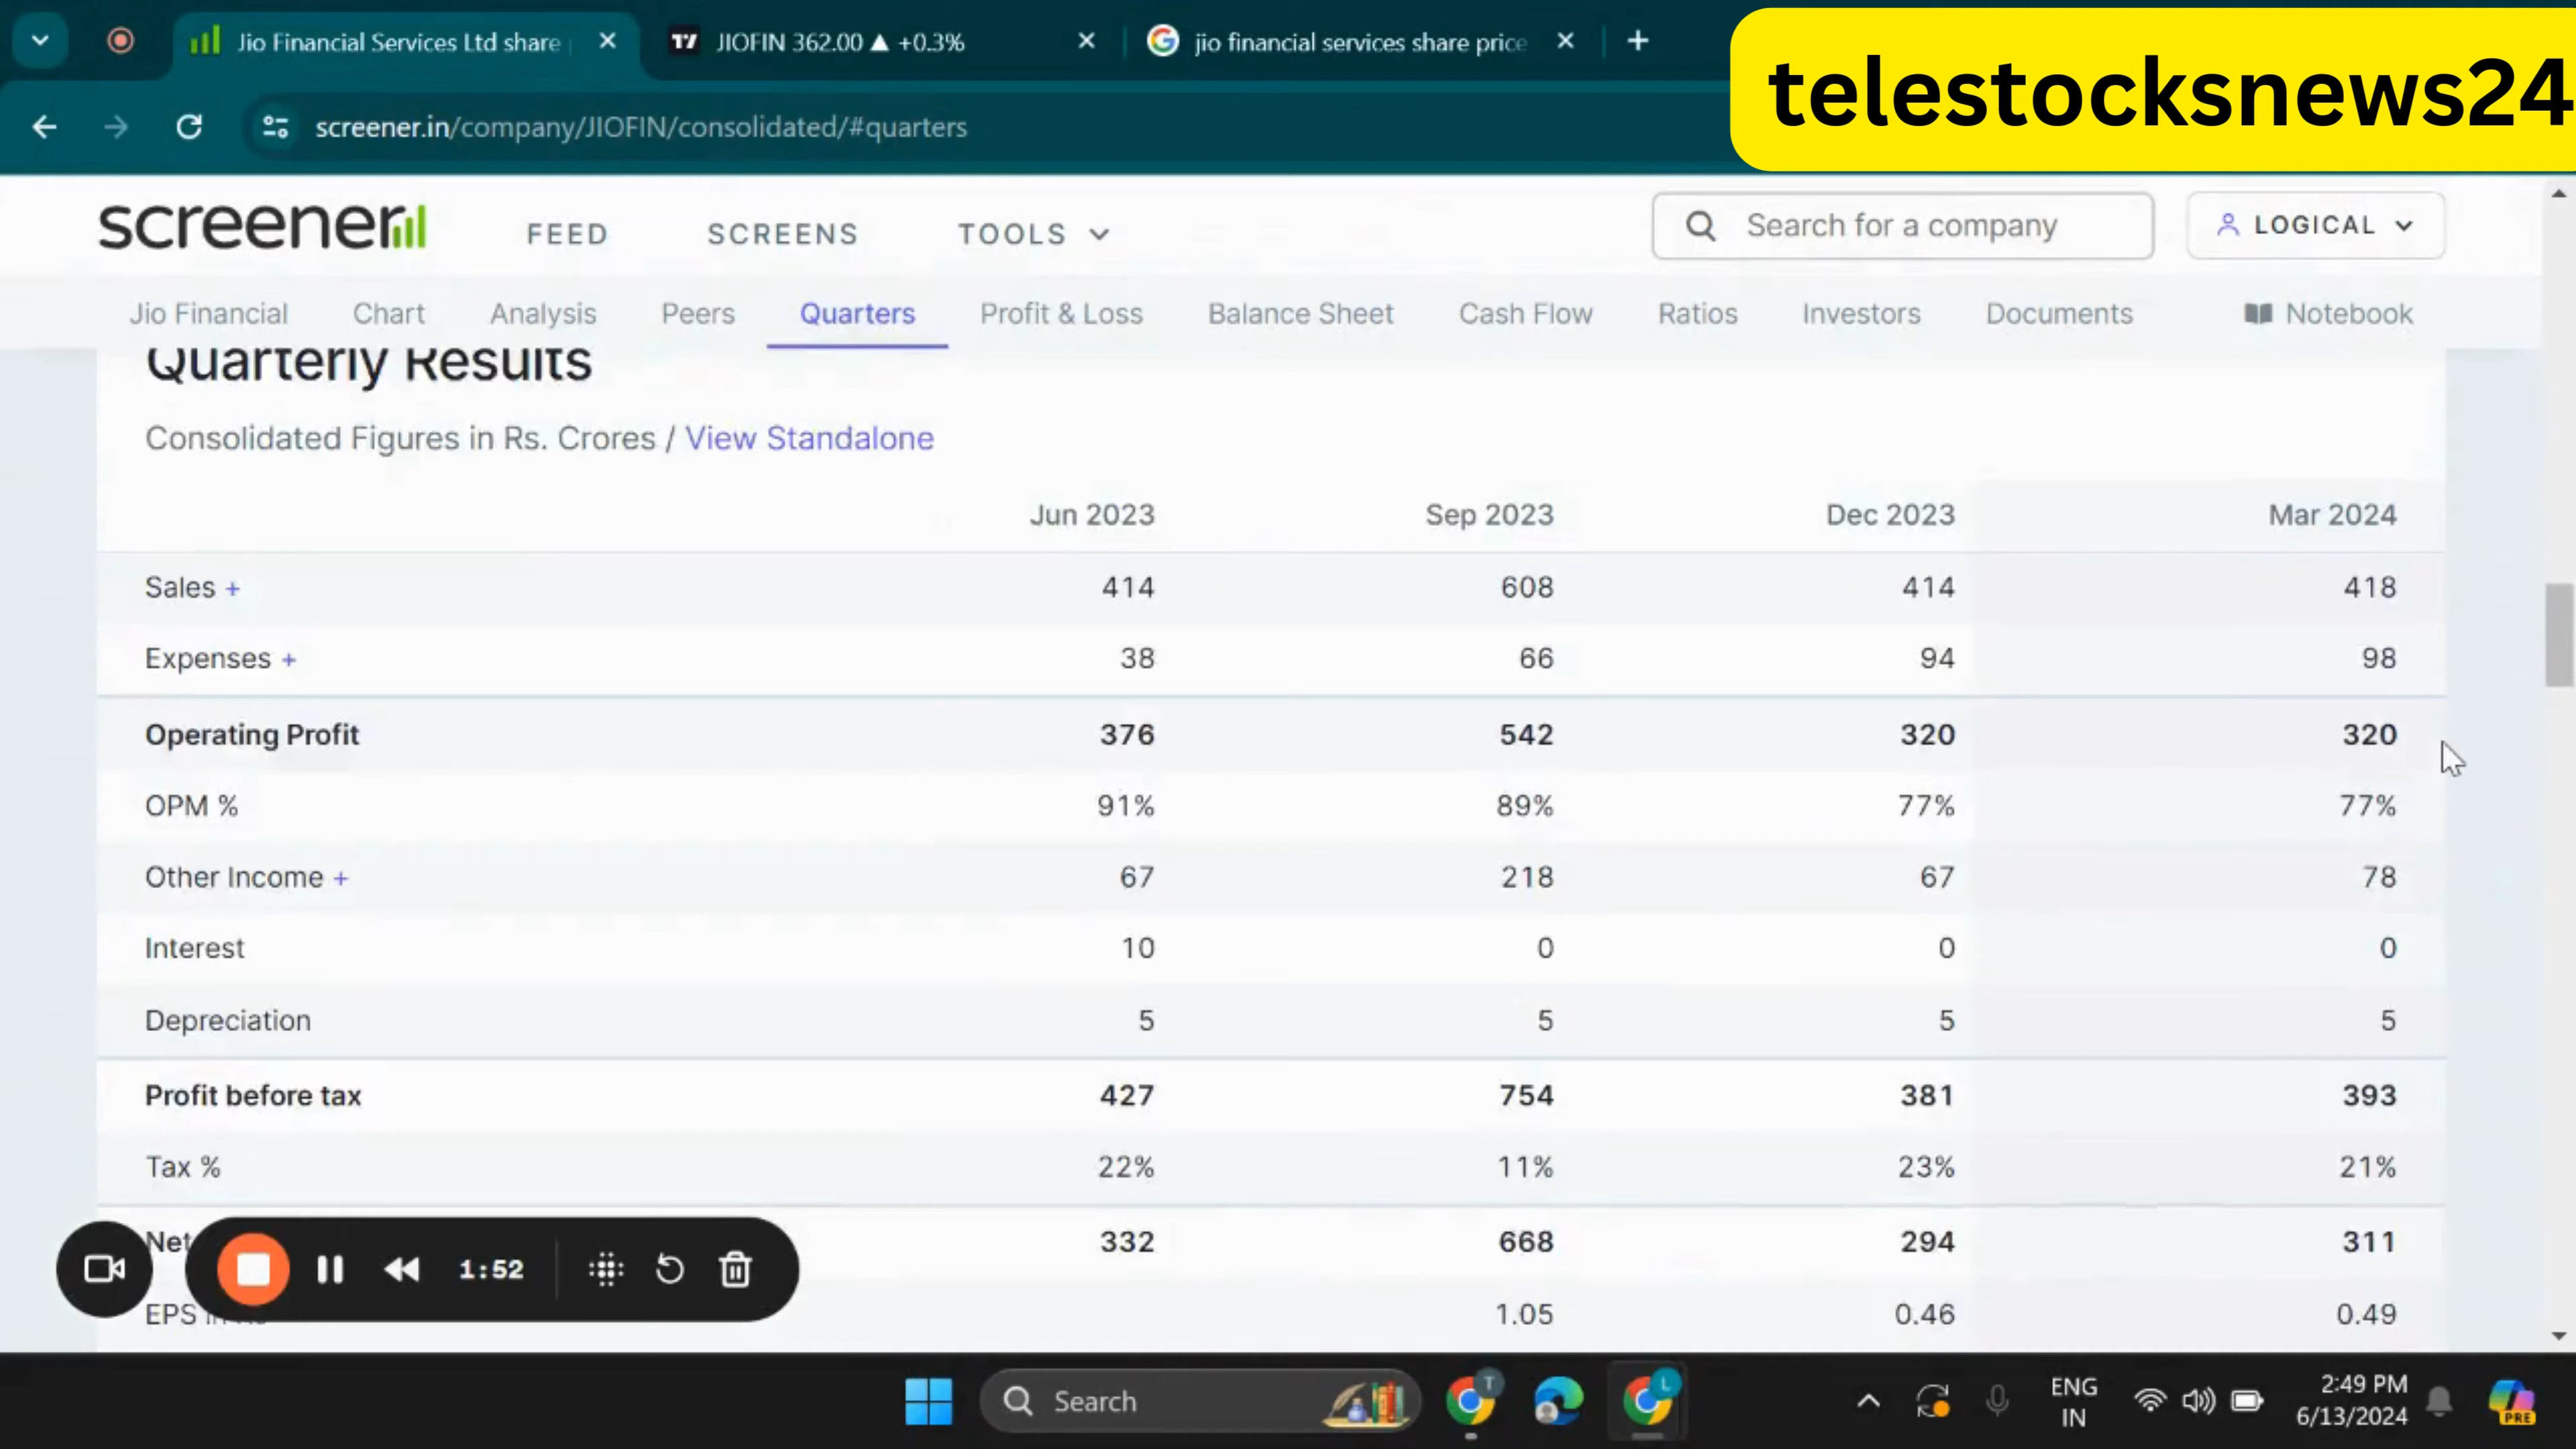 Jio Financial Services Ltd share
JIOFIN 362.00 ▲ +0.3%
jio financial services share price
telestocksnews24
screener.in/company/JIOFIN/consolidated/#quarters
screener
FEED
SCREENS
TOOLS
Search for a company
LOGICAL
Jio Financial
Chart
Analysis
Peers
Quarters
Profit & Loss
Balance Sheet
Cash Flow
Ratios
Investors
Documents
Notebook
Quarterly Results
Consolidated Figures in Rs. Crores / View Standalone
Jun 2023 Sep 2023 Dec 2023 Mar 2024
Sales + 414 608 414 418
Expenses + 38 66 94 98
Operating Profit 376 542 320 320
OPM % 91% 89% 77% 77%
Other Income + 67 218 67 78
Interest 10 0 0 0
Depreciation 5 5 5 5
Profit before tax 427 754 381 393
Tax % 22% 11% 23% 21%
Net 332 668 294 311
1:52
EPS 1.05 0.46 0.49
Search
T
L
ENG
IN
2:49 PM
6/13/2024
PRE